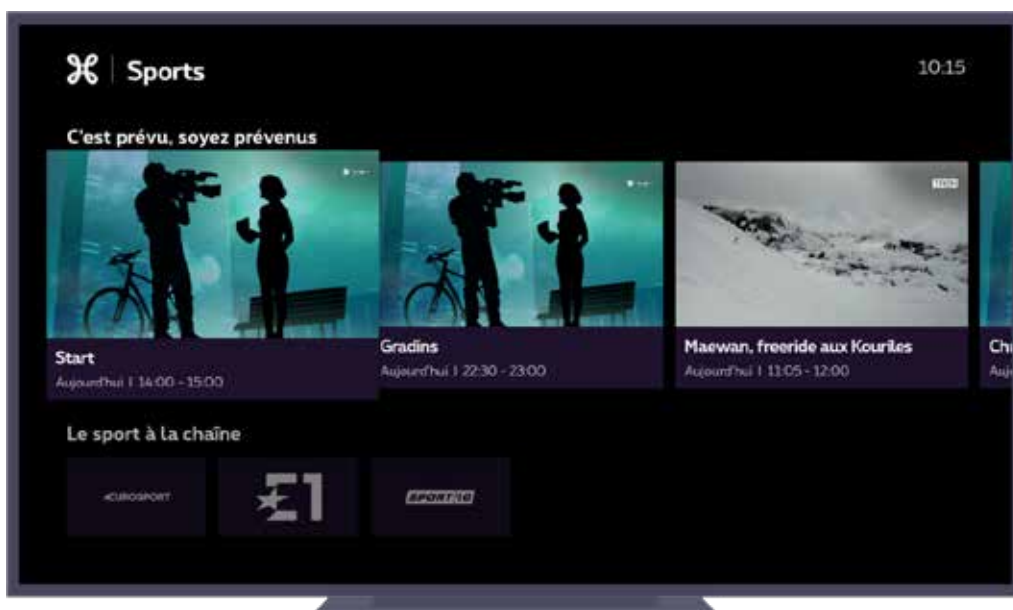 Sports
10:15
C'est prévu, soyez prévenus
Start
Aujourd'hui | 14:00 - 15:00
Gradins
Aujourd'hui | 22:30 - 23:00
Maewan, freeride aux Kouriles
Aujourd'hui | 11:05 - 12:00
Le sport à la chaîne
EUROSPORT
E1